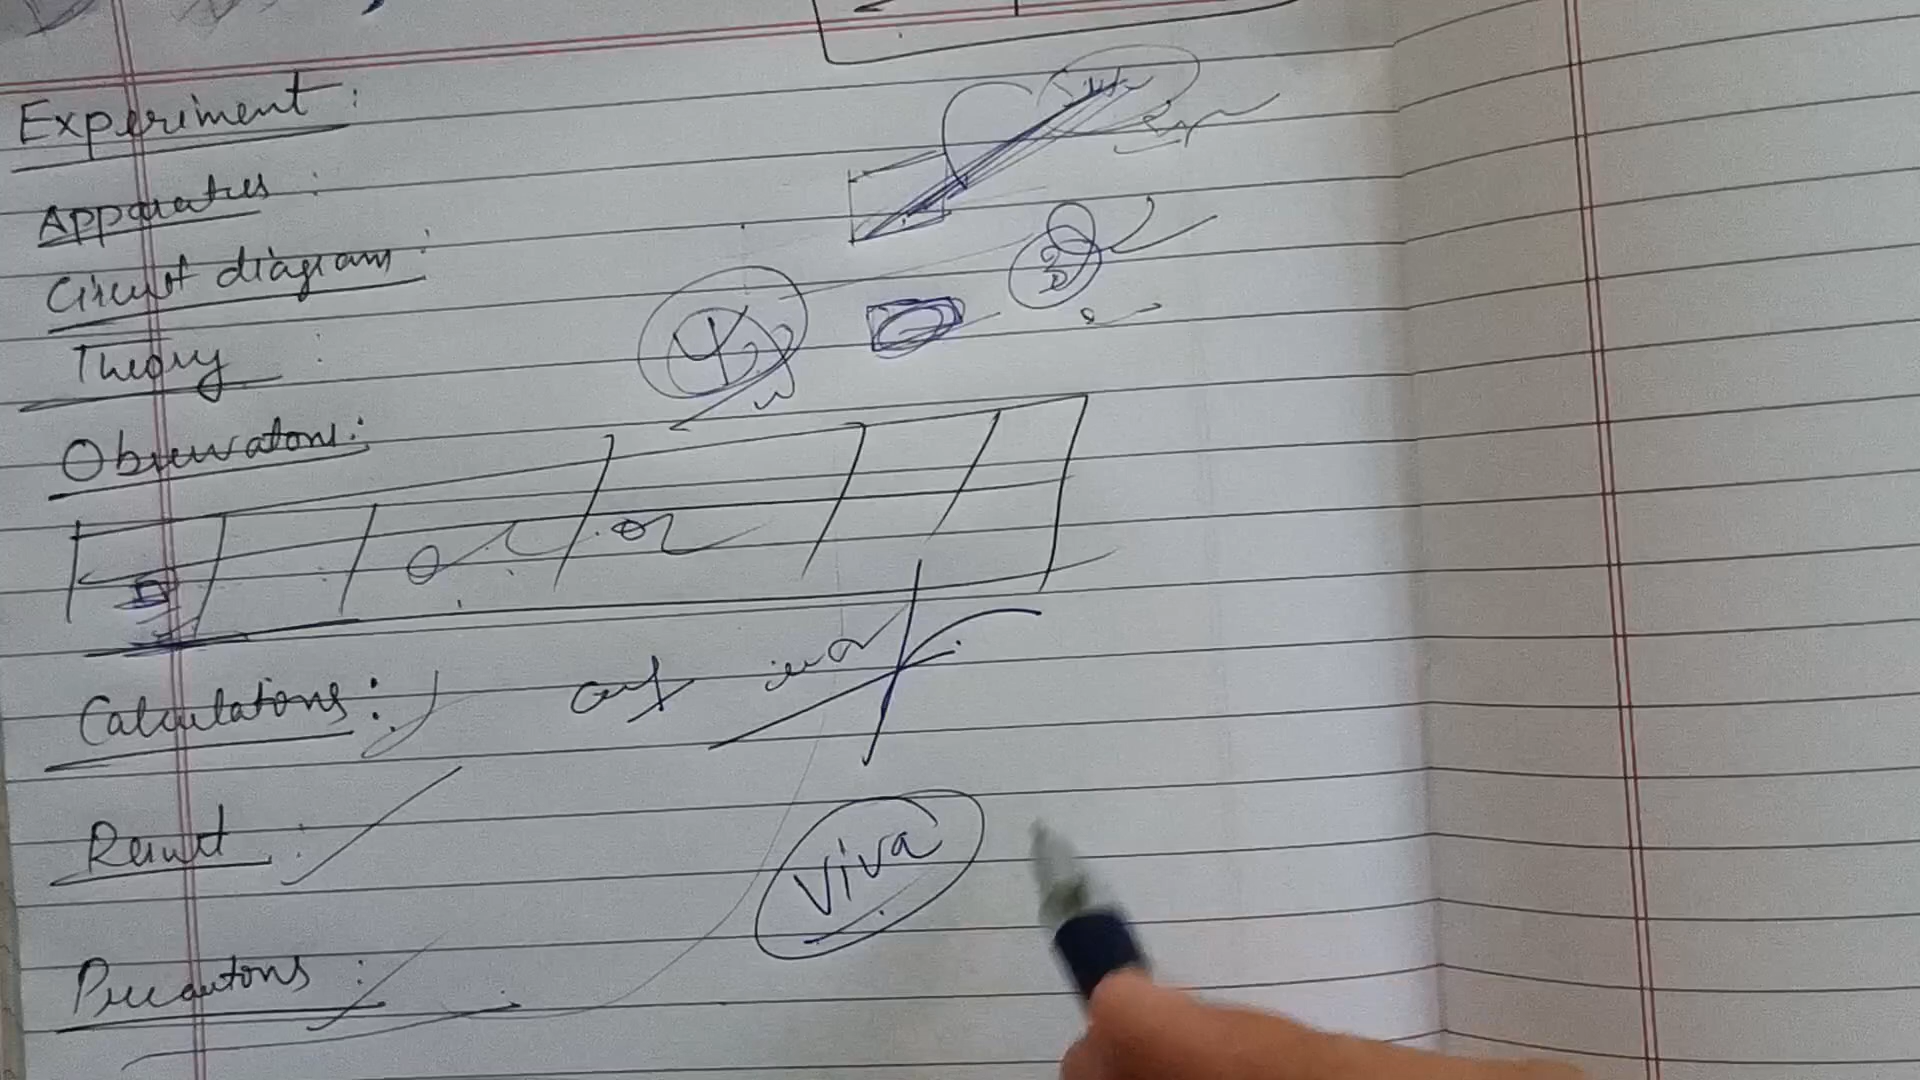 Experiment:
Apparatus:
Circuit diagram:
Theory:
Observations:
Calculations:
Result:
Viva
Precautions: